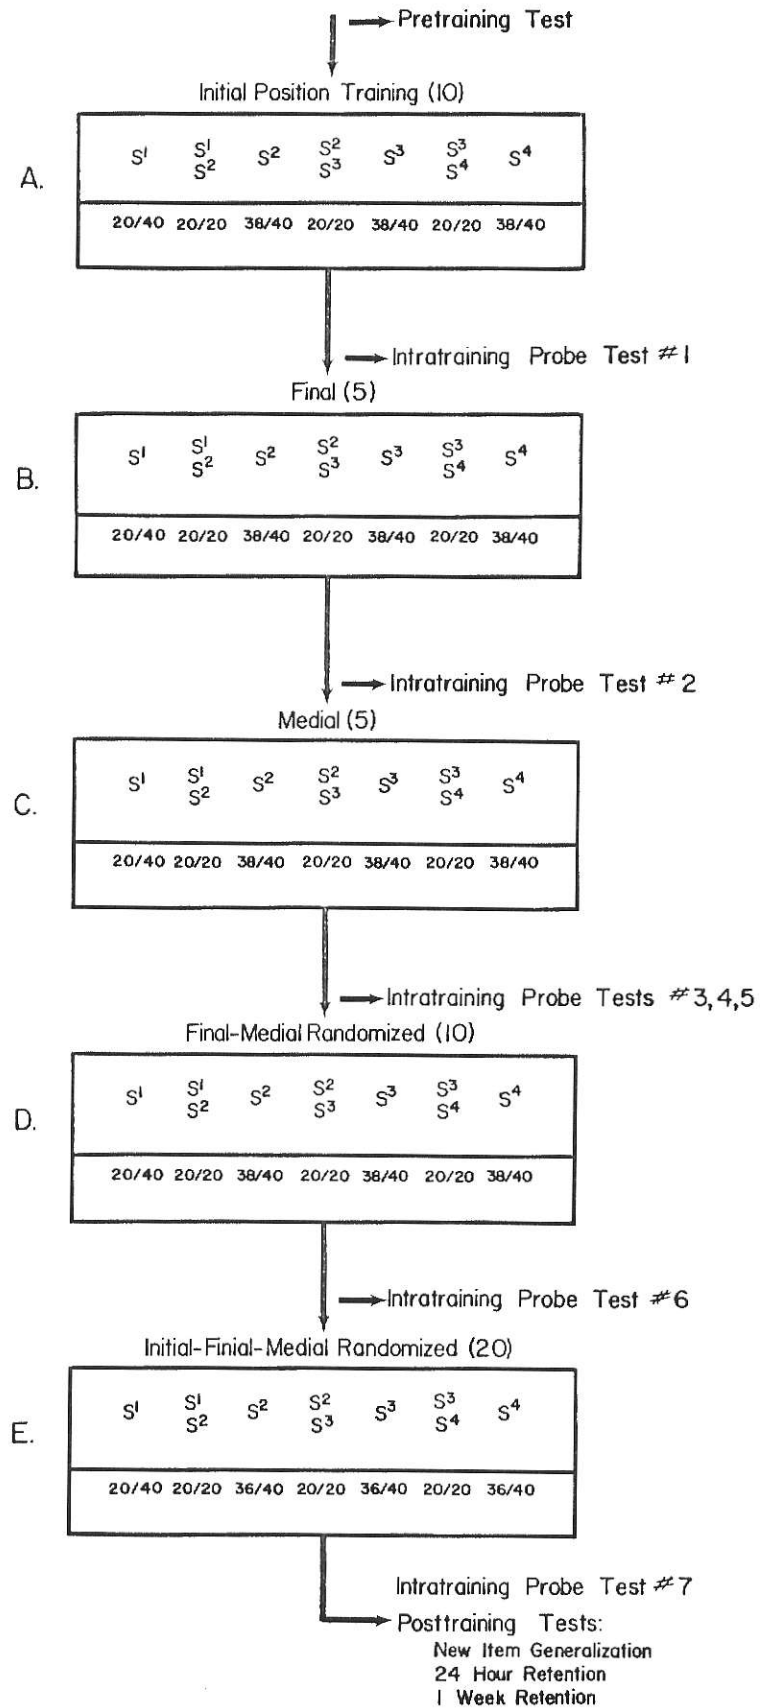 Pretraining Test
Initial Position Training (10)
A.
S¹ S¹ S² S² S² S³ S³ S³ S⁴ S⁴
20/40 20/20 38/40 20/20 38/40 20/20 38/40
Intratraining Probe Test #1
Final (5)
B.
S¹ S¹ S² S² S² S³ S³ S³ S⁴ S⁴
20/40 20/20 38/40 20/20 38/40 20/20 38/40
Intratraining Probe Test #2
Medial (5)
C.
S¹ S¹ S² S² S² S³ S³ S³ S⁴ S⁴
20/40 20/20 38/40 20/20 38/40 20/20 38/40
Intratraining Probe Tests #3,4,5
Final-Medial Randomized (10)
D.
S¹ S¹ S² S² S² S³ S³ S³ S⁴ S⁴
20/40 20/20 38/40 20/20 38/40 20/20 38/40
Intratraining Probe Test #6
Initial-Finial-Medial Randomized (20)
E.
S¹ S¹ S² S² S² S³ S³ S³ S⁴ S⁴
20/40 20/20 36/40 20/20 36/40 20/20 36/40
Intratraining Probe Test #7
Posttraining Tests:
New Item Generalization
24 Hour Retention
1 Week Retention